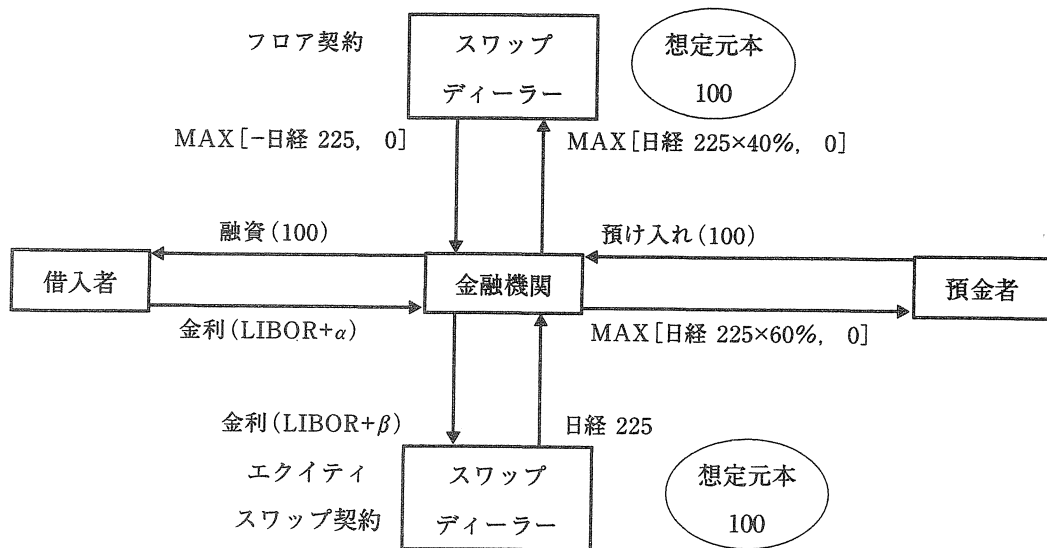 フロア契約
スワップ
ディーラー
想定元本
100
MAX[−日経 225, 0]
MAX[日経 225×40%, 0]
融資(100)
預け入れ(100)
借入者
金融機関
預金者
金利(LIBOR+α)
MAX[日経 225×60%, 0]
金利(LIBOR+β)
日経 225
エクイティ
スワップ契約
スワップ
ディーラー
想定元本
100